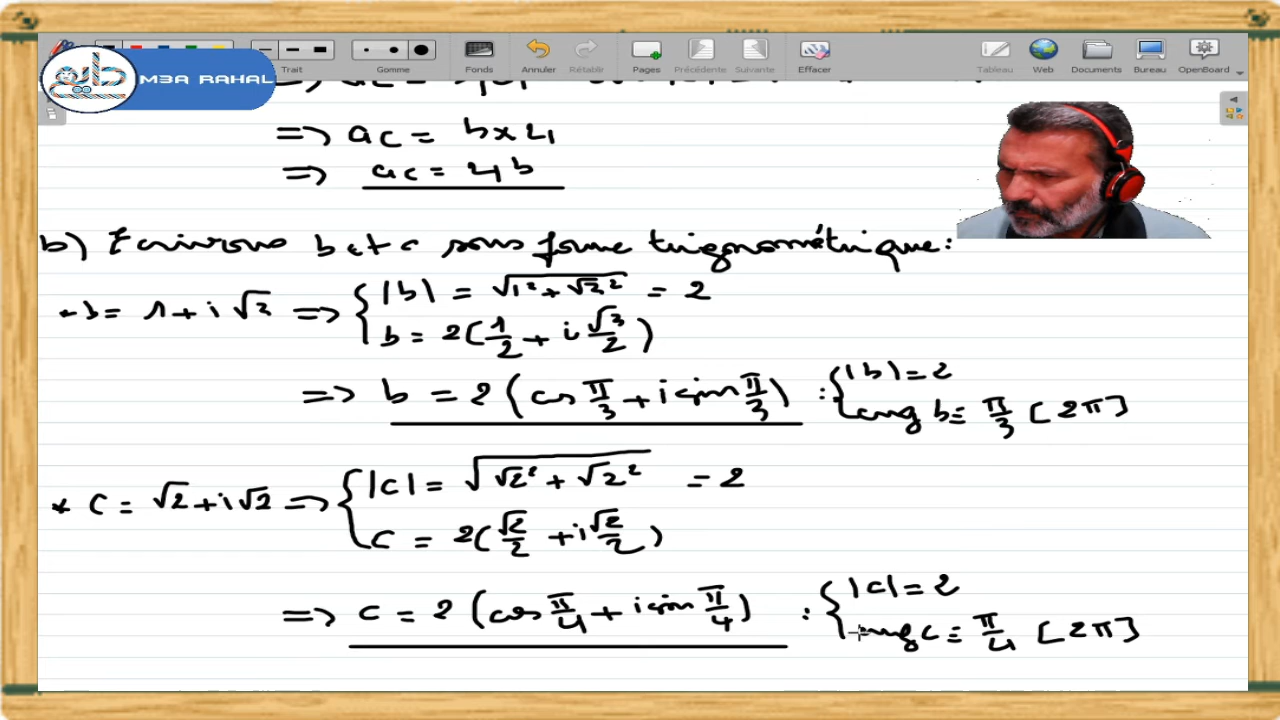 Trait Gomme Fonds Annuler Rétablir Pages Précédente Suivante Effacer Tableau Web Documents Bureau OpenBoard
M3A RAHAL
=> ac = b×4
=> ac = 4b
b) Ecrivons b et c sous forme trigonométrique:
* b = 1 + i√3 => { |b| = √(1² + √3²) = 2
b = 2(1/2 + i √3/2)
=> b = 2(cos π/3 + i sin π/3) : { |b| = 2
arg b ≡ π/3 [2π]
* c = √2 + i√2 => { |c| = √(√2² + √2²) = 2
c = 2(√2/2 + i √2/2)
=> c = 2(cos π/4 + i sin π/4) : { |c| = 2
arg c ≡ π/4 [2π]